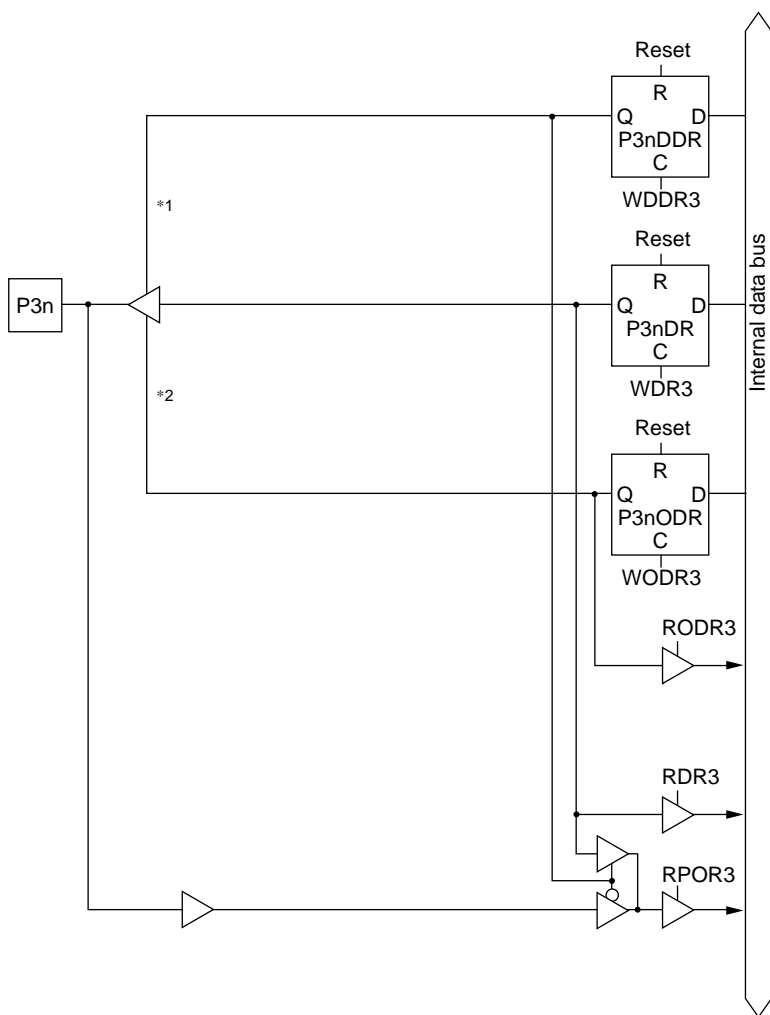 Reset
R
Q D
P3nDDR
C
WDDR3
*1
Reset
R
P3n
Q D
P3nDR
C
WDR3
Internal data bus
*2
Reset
R
Q D
P3nODR
C
WODR3
RODR3
RDR3
RPOR3